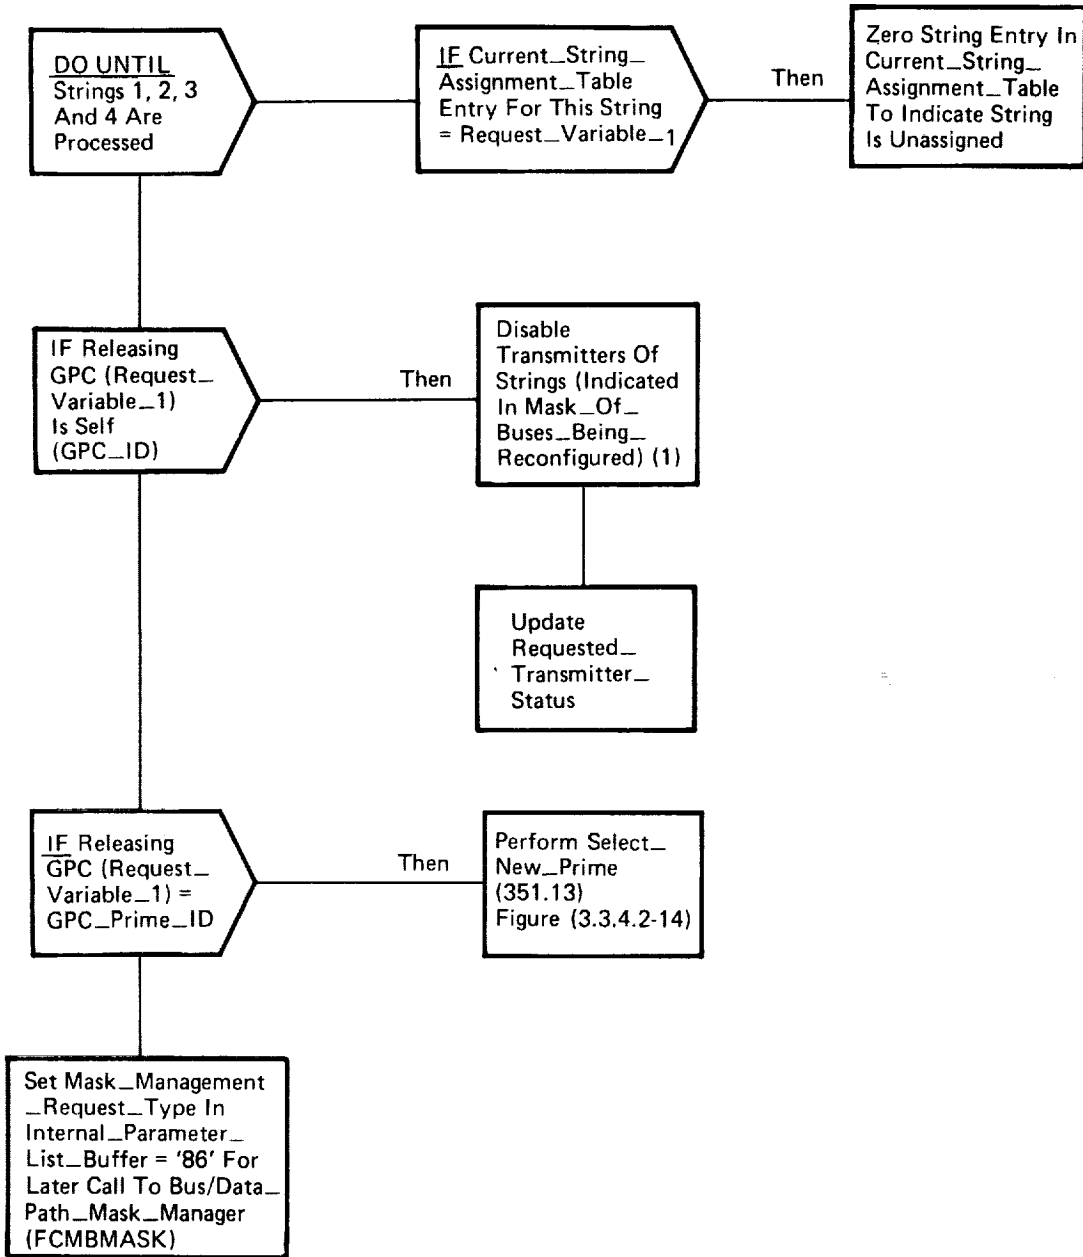 DO UNTIL
Strings 1, 2, 3
And 4 Are
Processed
IF Current_String_
Assignment_Table
Entry For This String
= Request_Variable_1
Then
Zero String Entry In
Current_String_
Assignment_Table
To Indicate String
Is Unassigned
IF Releasing
GPC (Request_
Variable_1)
Is Self
(GPC_ID)
Then
Disable
Transmitters Of
Strings (Indicated
In Mask_Of_
Buses_Being_
Reconfigured) (1)
Update
Requested_
Transmitter_
Status
IF Releasing
GPC (Request_
Variable_1) =
GPC_Prime_ID
Then
Perform Select_
New_Prime
(351.13)
Figure (3.3.4.2-14)
Set Mask_Management
_Request_Type In
Internal_Parameter_
List_Buffer = '86' For
Later Call To Bus/Data_
Path_Mask_Manager
(FCMBMASK)